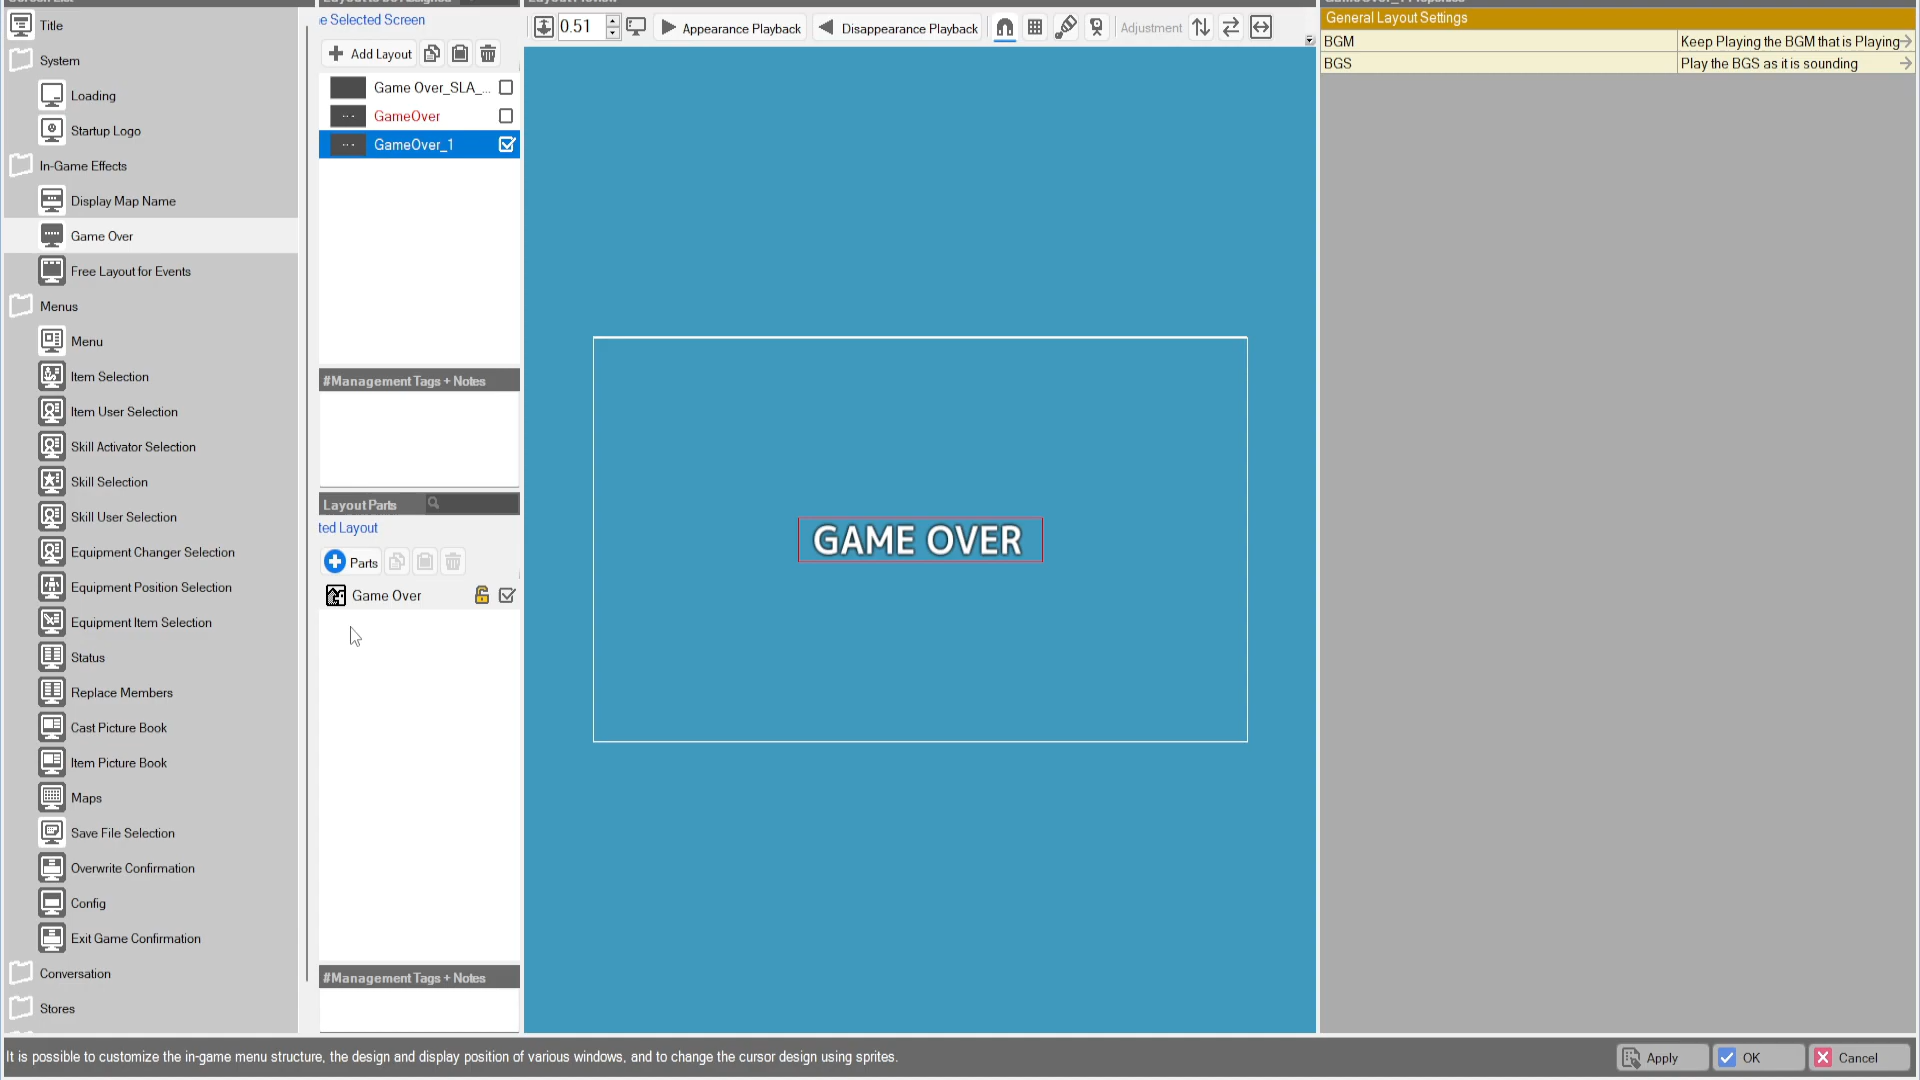 Title
System
Loading
Startup Logo
In-Game Effects
Display Map Name
Game Over
Free Layout for Events
Menus
Menu
Item Selection
Item User Selection
Skill Activator Selection
Skill Selection
Skill User Selection
Equipment Changer Selection
Equipment Position Selection
Equipment Item Selection
Status
Replace Members
Cast Picture Book
Item Picture Book
Maps
Save File Selection
Overwrite Confirmation
Config
Exit Game Confirmation
Conversation
Stores
e Selected Screen
Add Layout
Game Over_SLA_...
GameOver
GameOver_1
#Management Tags + Notes
Layout Parts
ted Layout
Parts
Game Over
#Management Tags + Notes
0.51
Appearance Playback
Disappearance Playback
Adjustment
GAME OVER
General Layout Settings
BGM Keep Playing the BGM that is Playing
BGS Play the BGS as it is sounding
It is possible to customize the in-game menu structure, the design and display position of various windows, and to change the cursor design using sprites.
Apply
OK
Cancel